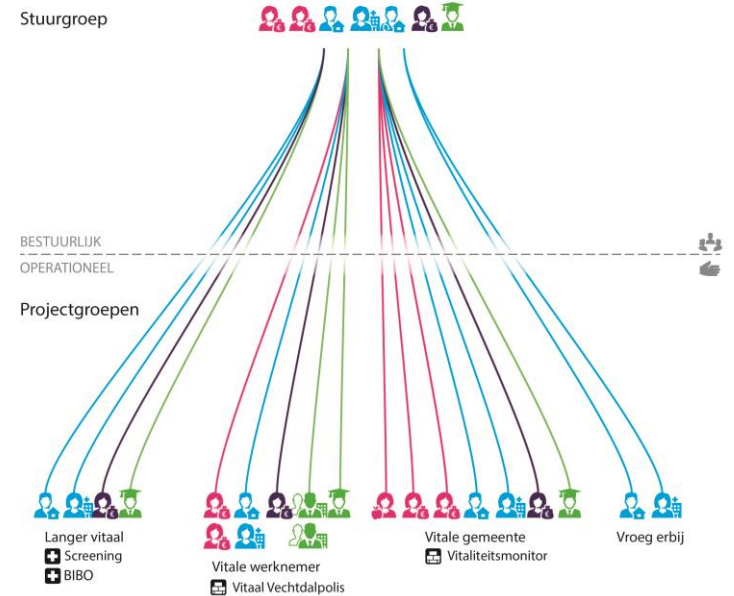 Stuurgroep
BESTUURLIJK
OPERATIONEEL
Projectgroepen
Langer vitaal
Screening
BIBO
Vitale werknemer
Vitaal Vechtdalpolis
Vitale gemeente
Vitaliteitsmonitor
Vroeg erbij